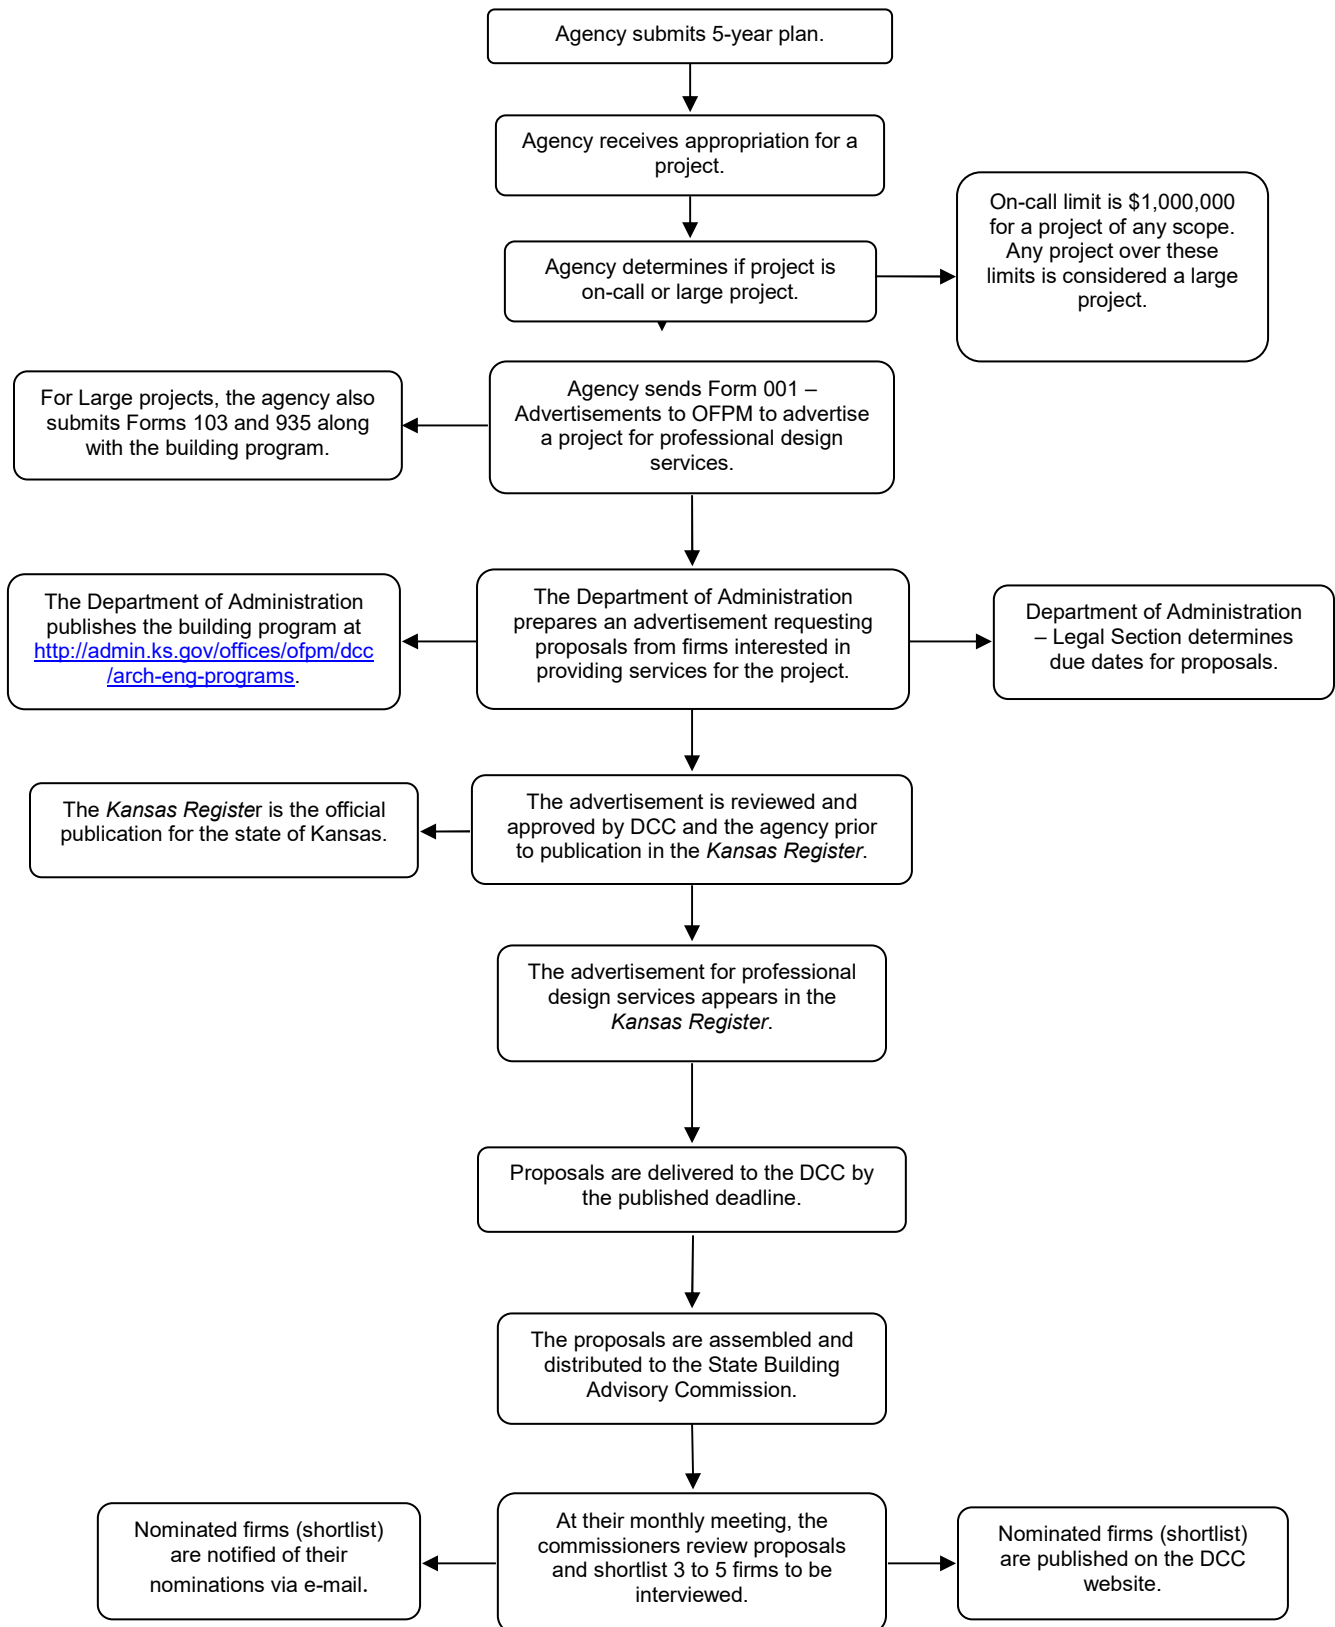 Agency submits 5-year plan.
Agency receives appropriation for a
project.
On-call limit is $1,000,000
for a project of any scope.
Any project over these
limits is considered a large
project.
Agency determines if project is
on-call or large project.
For Large projects, the agency also
submits Forms 103 and 935 along
with the building program.
Agency sends Form 001 –
Advertisements to OFPM to advertise
a project for professional design
services.
The Department of Administration
publishes the building program at
http://admin.ks.gov/offices/ofpm/dcc
/arch-eng-programs.
The Department of Administration
prepares an advertisement requesting
proposals from firms interested in
providing services for the project.
Department of Administration
– Legal Section determines
due dates for proposals.
The Kansas Register is the official
publication for the state of Kansas.
The advertisement is reviewed and
approved by DCC and the agency prior
to publication in the Kansas Register.
The advertisement for professional
design services appears in the
Kansas Register.
Proposals are delivered to the DCC by
the published deadline.
The proposals are assembled and
distributed to the State Building
Advisory Commission.
Nominated firms (shortlist)
are notified of their
nominations via e-mail.
At their monthly meeting, the
commissioners review proposals
and shortlist 3 to 5 firms to be
interviewed.
Nominated firms (shortlist)
are published on the DCC
website.